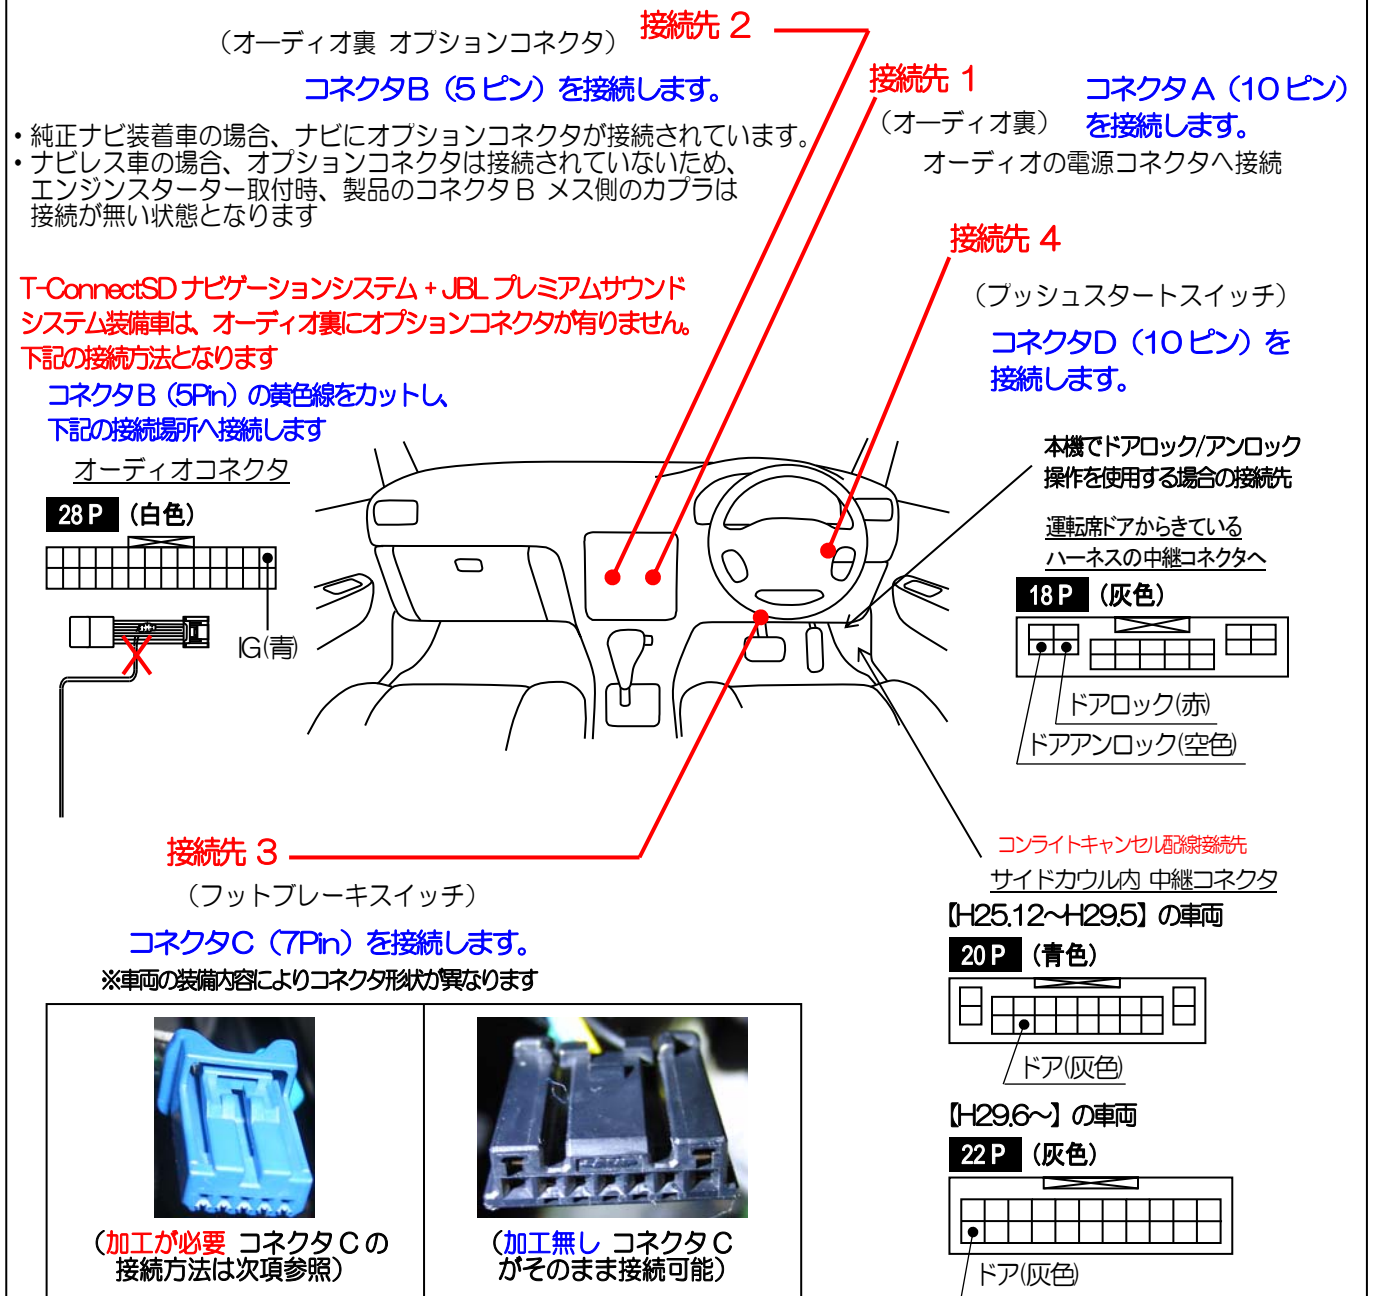 接続先 2
（オーディオ裏 オプションコネクタ）
コネクタB（5ピン）を接続します。
・純正ナビ装着車の場合、ナビにオプションコネクタが接続されています。
・ナビレス車の場合、オプションコネクタは接続されていないため、
エンジンスターター取付時、製品のコネクタB メス側のカプラは
接続が無い状態となります
接続先 1
（オーディオ裏）
コネクタA（10ピン）
を接続します。
オーディオの電源コネクタへ接続
接続先 4
（プッシュスタートスイッチ）
コネクタD（10ピン）を
接続します。
T-ConnectSDナビゲーションシステム+JBLプレミアムサウンド
システム装備車は、オーディオ裏にオプションコネクタが有りません。
下記の接続方法となります
コネクタB（5Pin）の黄色線をカットし、
下記の接続場所へ接続します
オーディオコネクタ
28P （白色）
IG(青)
本機でドアロック/アンロック
操作を使用する場合の接続先
運転席ドアからきている
ハーネスの中継コネクタへ
18P （灰色）
ドアロック(赤)
ドアアンロック(空色)
接続先 3
（フットブレーキスイッチ）
コネクタC（7Pin）を接続します。
※車両の装備内容によりコネクタ形状が異なります
（加工が必要 コネクタCの
接続方法は次項参照）
（加工無し コネクタC
がそのまま接続可能）
コンライトキャンセル配線接続先
サイドカウル内 中継コネクタ
【H25.12～H29.5】の車両
20P （青色）
ドア(灰色)
【H29.6～】の車両
22P （灰色）
ドア(灰色)